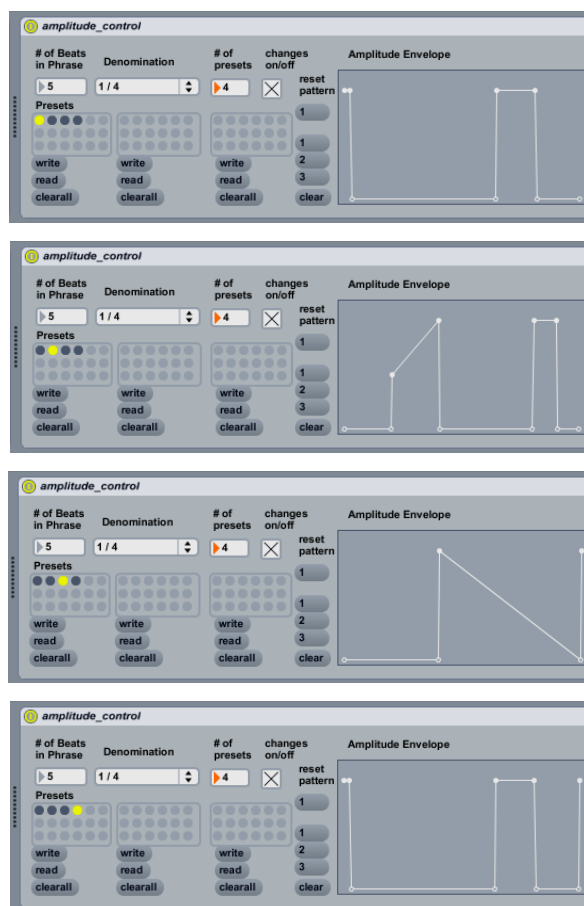 amplitude_control
# of Beats in Phrase
Denomination
# of presets
changes on/off
Amplitude Envelope
5
1 / 4
4
reset pattern
Presets
1
1
write
write
write
2
read
read
read
3
clearall
clearall
clearall
clear
amplitude_control
# of Beats in Phrase
Denomination
# of presets
changes on/off
Amplitude Envelope
5
1 / 4
4
reset pattern
Presets
1
1
write
write
write
2
read
read
read
3
clearall
clearall
clearall
clear
amplitude_control
# of Beats in Phrase
Denomination
# of presets
changes on/off
Amplitude Envelope
5
1 / 4
4
reset pattern
Presets
1
1
write
write
write
2
read
read
read
3
clearall
clearall
clearall
clear
amplitude_control
# of Beats in Phrase
Denomination
# of presets
changes on/off
Amplitude Envelope
5
1 / 4
4
reset pattern
Presets
1
1
write
write
write
2
read
read
read
3
clearall
clearall
clearall
clear